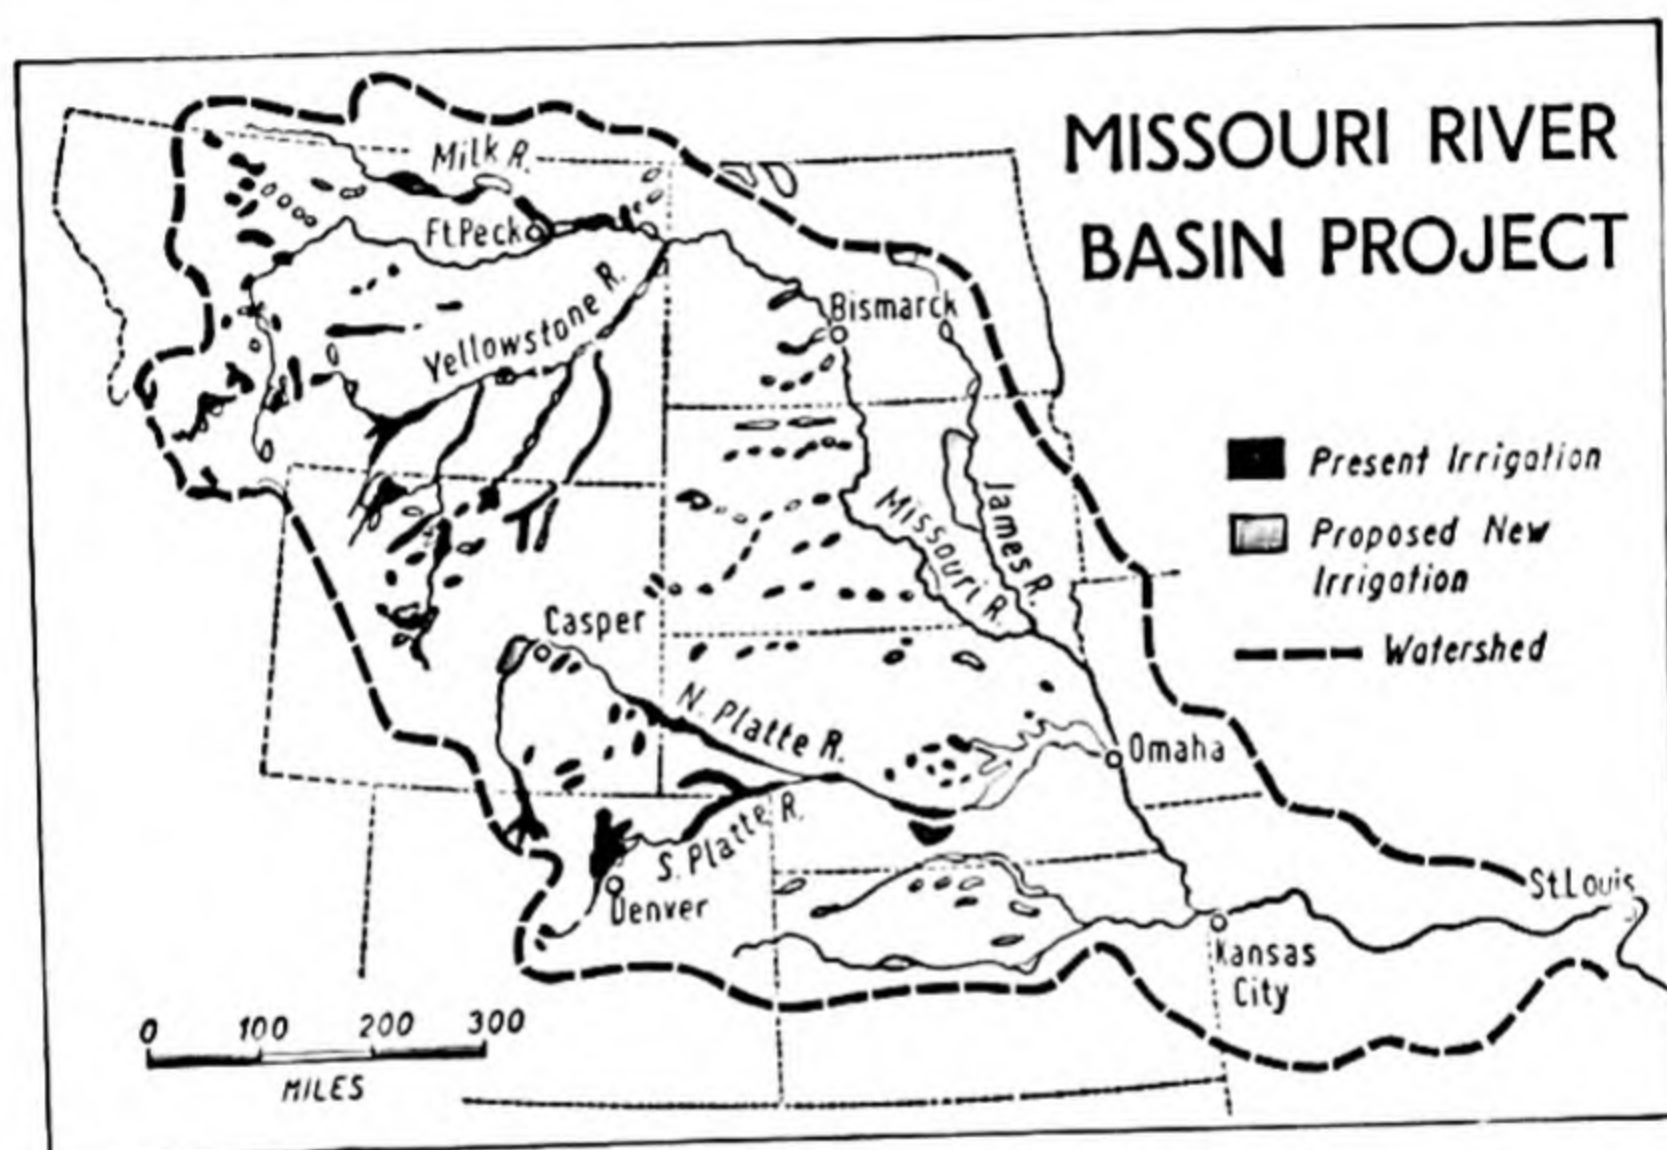 MISSOURI RIVER
BASIN PROJECT
Milk R.
Ft.Peck
Yellowstone R.
Bismarck
Missouri R.
James R.
Present Irrigation
Proposed New
Irrigation
Watershed
Casper
N. Platte R.
Omaha
S. Platte R.
Denver
St.Louis
Kansas
City
0 100 200 300
MILES